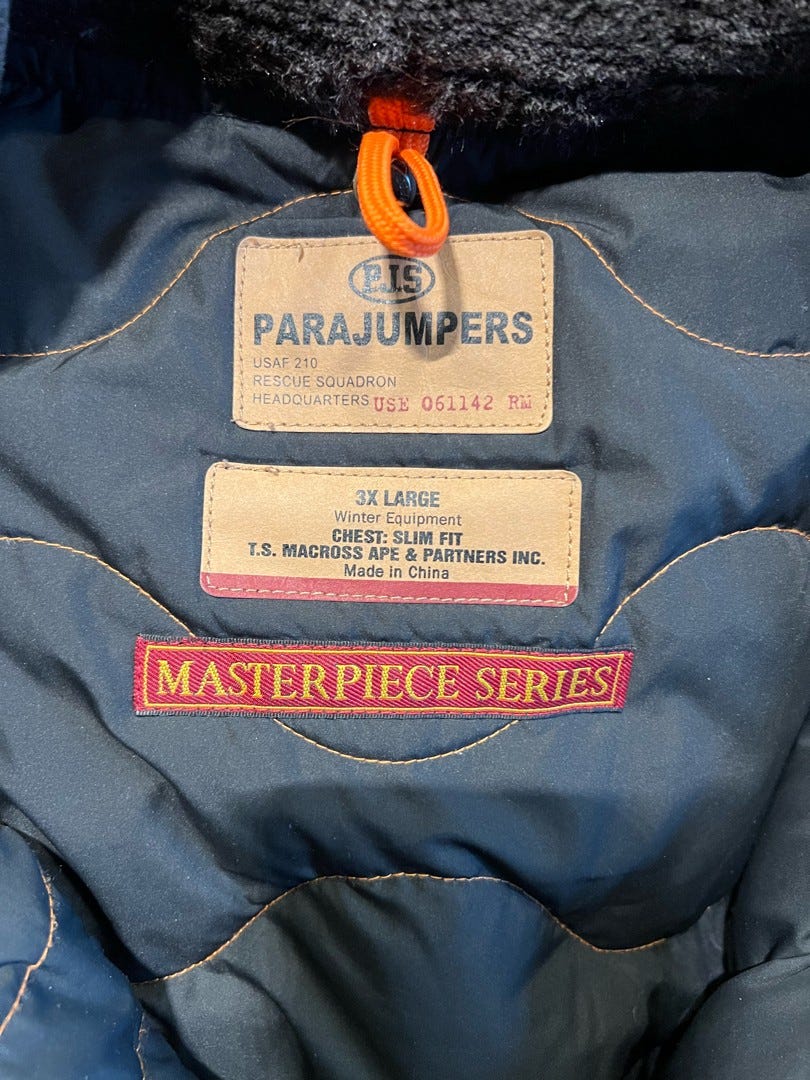 PJS
PARAJUMPERS
USAF 210
RESCUE SQUADRON
HEADQUARTERS USE 061142 RM
3X LARGE
Winter Equipment
CHEST: SLIM FIT
T.S. MACROSS APE & PARTNERS INC.
Made in China
MASTERPIECE SERIES